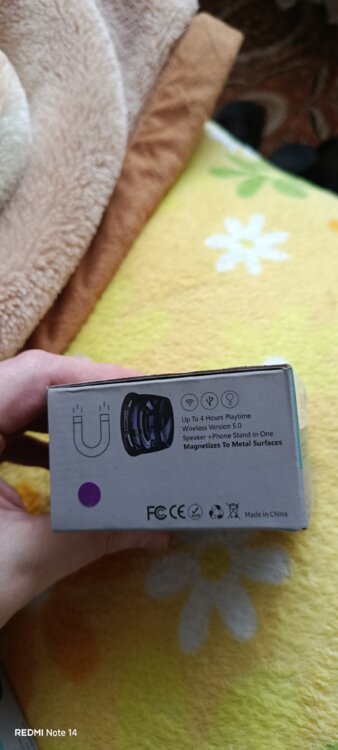 Up To 4 Hours Playtime
Wireless Version 5.0
Speaker +Phone Stand in One
Magnetizes To Metal Surfaces
FC CE
Made in China
REDMI Note 14